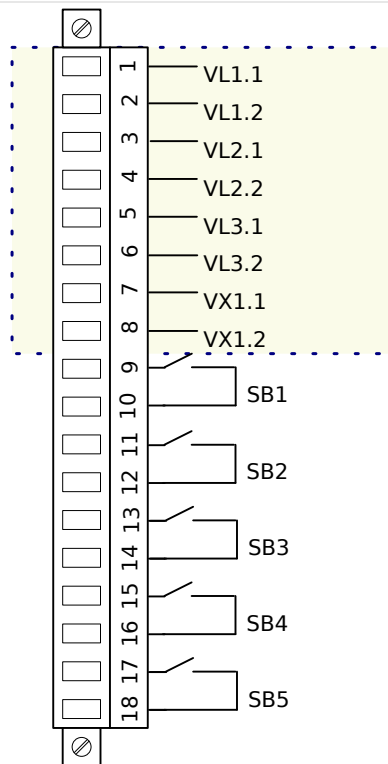 1 VL1.1
2 VL1.2
3 VL2.1
4 VL2.2
5 VL3.1
6 VL3.2
7 VX1.1
8 VX1.2
9
10 SB1
11
12 SB2
13
14 SB3
15
16 SB4
17
18 SB5